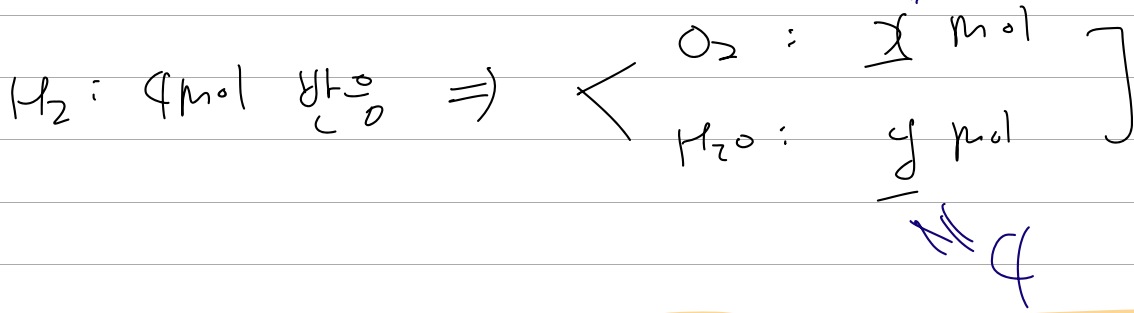 O₂ : x mol
H₂ : 4mol 반응 ⇒
H₂O : y mol
4